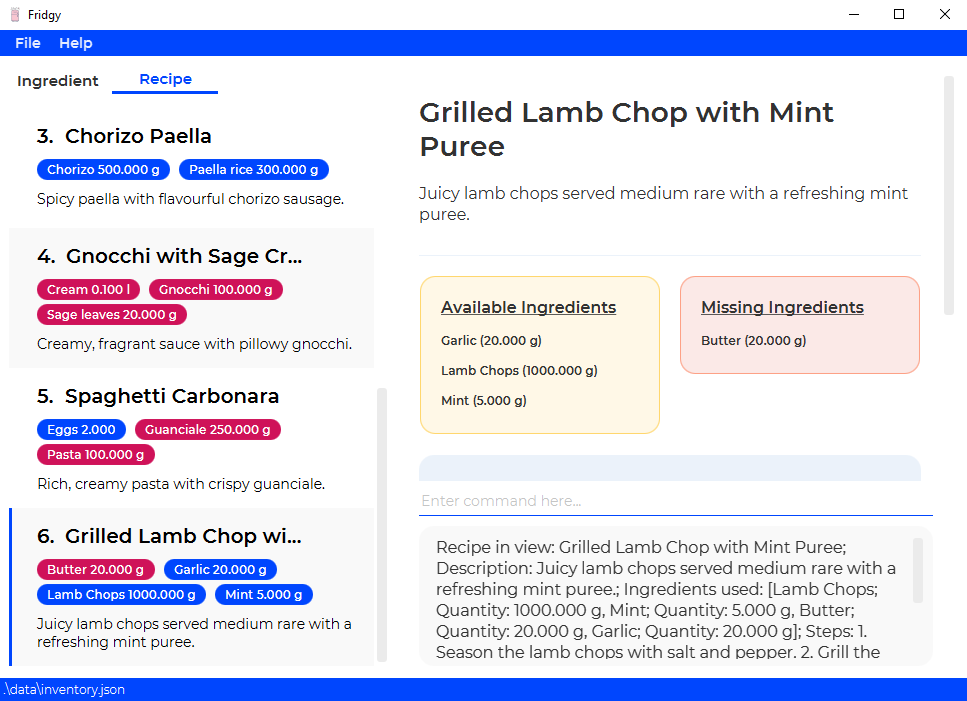 Fridgy
File Help
Ingredient Recipe
3. Chorizo Paella
Chorizo 500.000 g Paella rice 300.000 g
Spicy paella with flavourful chorizo sausage.
4. Gnocchi with Sage Cr...
Cream 0.100 l Gnocchi 100.000 g
Sage leaves 20.000 g
Creamy, fragrant sauce with pillowy gnocchi.
5. Spaghetti Carbonara
Eggs 2.000 Guanciale 250.000 g
Pasta 100.000 g
Rich, creamy pasta with crispy guanciale.
6. Grilled Lamb Chop wi...
Butter 20.000 g Garlic 20.000 g
Lamb Chops 1000.000 g Mint 5.000 g
Juicy lamb chops served medium rare with a
refreshing mint puree.
Grilled Lamb Chop with Mint
Puree
Juicy lamb chops served medium rare with a refreshing mint
puree.
Available Ingredients
Garlic (20.000 g)
Lamb Chops (1000.000 g)
Mint (5.000 g)
Missing Ingredients
Butter (20.000 g)
Enter command here...
Recipe in view: Grilled Lamb Chop with Mint Puree;
Description: Juicy lamb chops served medium rare with a
refreshing mint puree.; Ingredients used: [Lamb Chops;
Quantity: 1000.000 g, Mint; Quantity: 5.000 g, Butter;
Quantity: 20.000 g, Garlic; Quantity: 20.000 g]; Steps: 1.
Season the lamb chops with salt and pepper. 2. Grill the
.\data\inventory.json